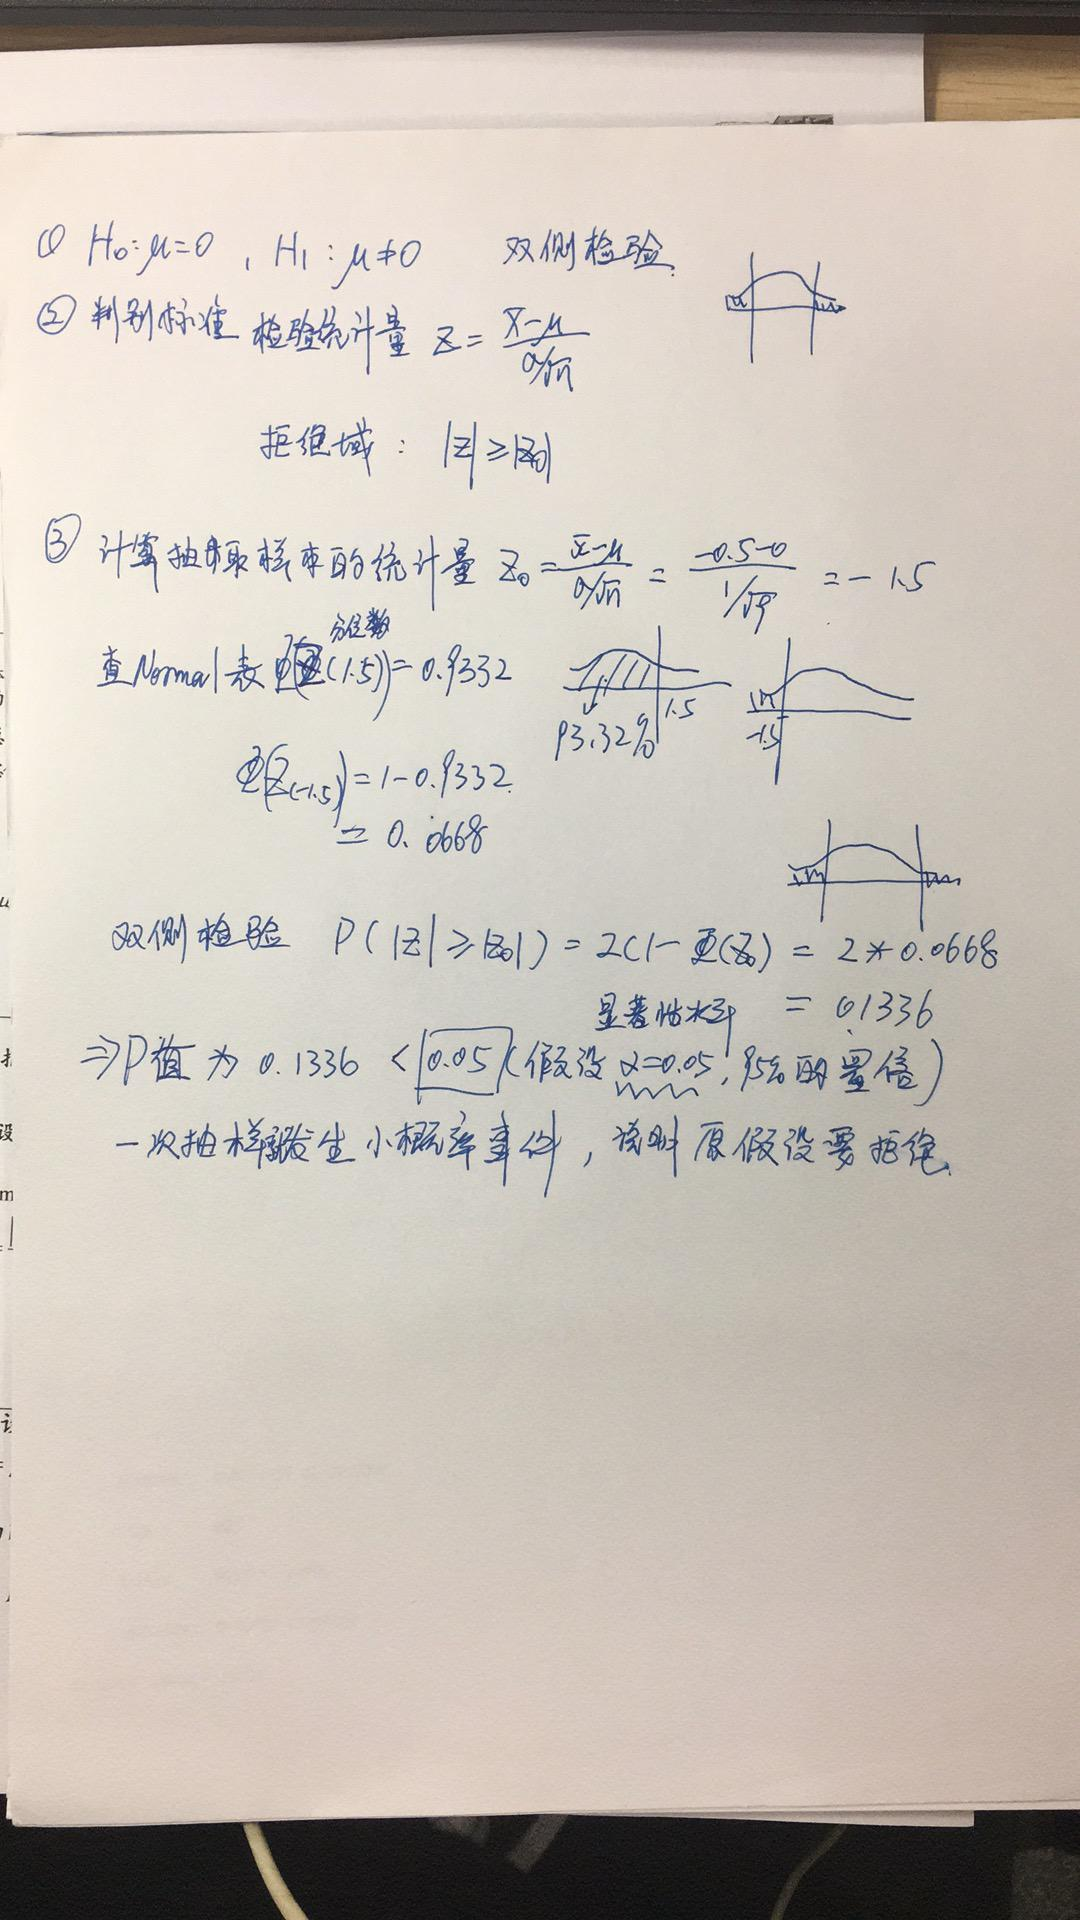 ① H₀: μ=0 , H₁: μ≠0 双侧检验.
② 判别标准 检验统计量 Z = (x̄-μ)/(σ/√n)
拒绝域: |Z| ≥ |Z₀|
③ 计算抽取样本的统计量 Z₀ = (x̄-μ)/(σ/√n) = (-0.5-0)/(1/√9) = -1.5
分位数
查Normal表 (1.5) = 0.9332
93.32% 1.5 -1.5
Φ(Z(-1.5)) = 1-0.9332
= 0.0668
双侧检验 P(|Z| ≥ |Z₀|) = 2(1-Φ(Z₀) = 2*0.0668
显著性水平 = 0.1336
⇒P值为 0.1336 < 0.05 (假设 α=0.05, 95%的置信)
一次抽样就发生小概率事件, 说明原假设要拒绝.